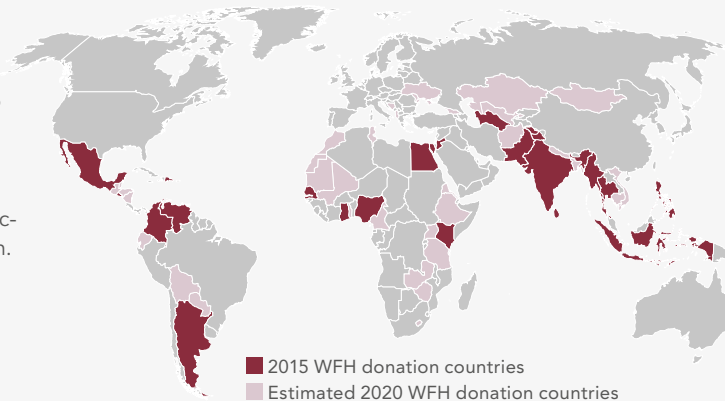 c-
n.
2015 WFH donation countries
Estimated 2020 WFH donation countries